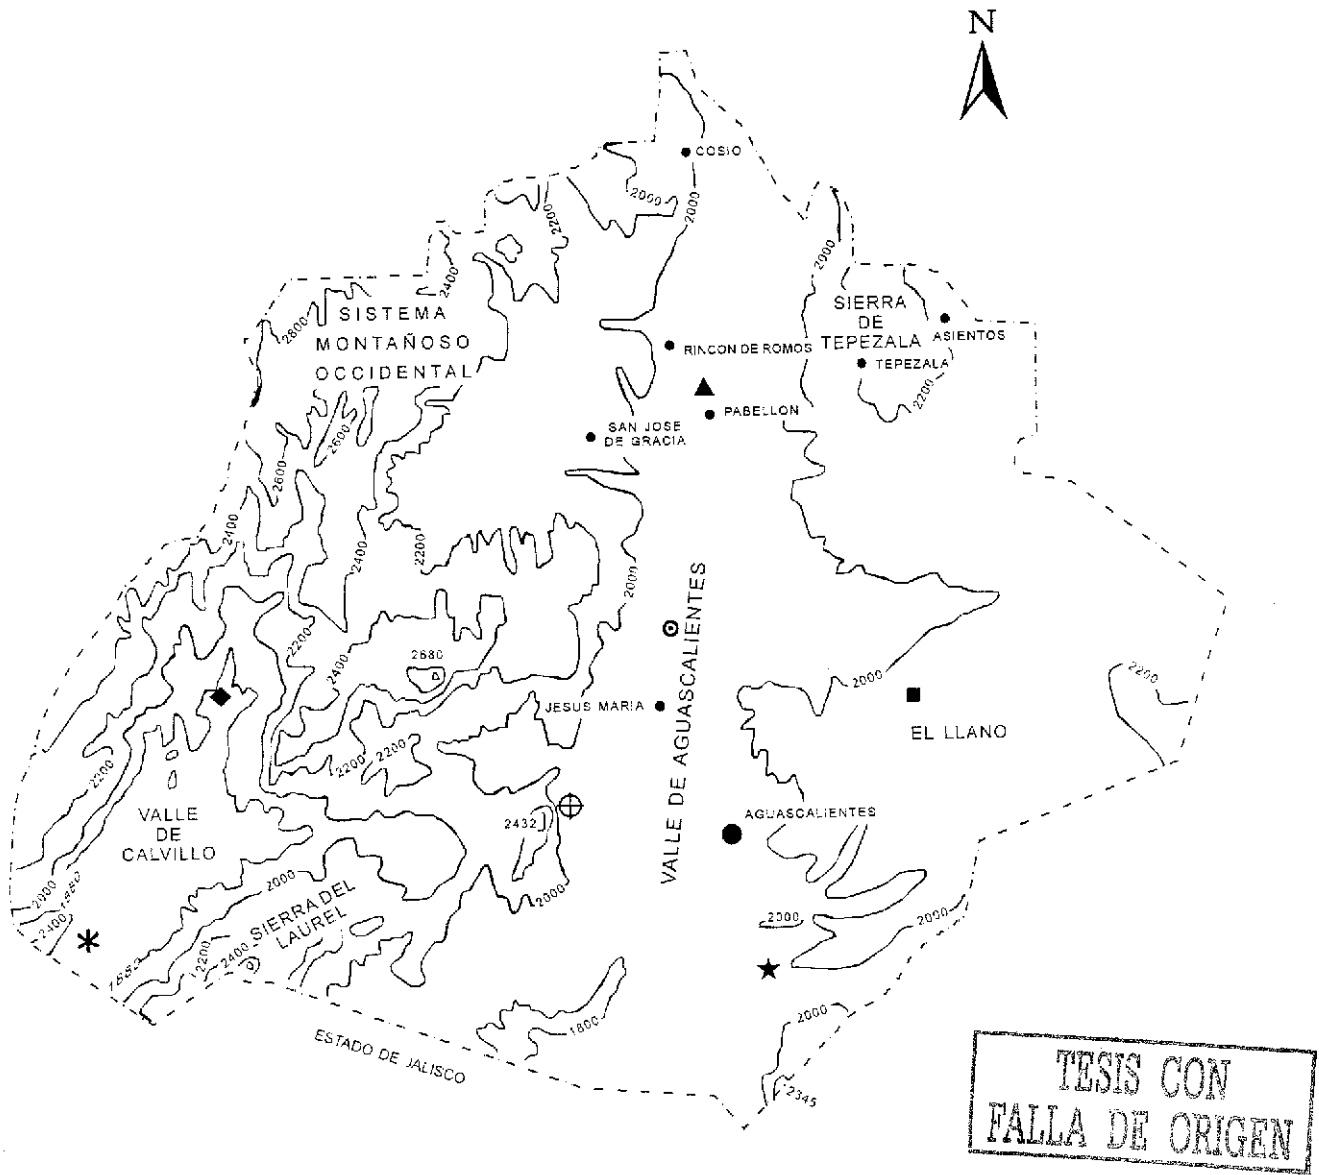 N
COSIO
2000
2000
2200
2400
2000
2800
SISTEMA
MONTAÑOSO
OCCIDENTAL
SIERRA
DE
TEPEZALA
ASIENTOS
RINCON DE ROMOS
TEPEZALA
2200
PABELLON
SAN JOSE
DE GRACIA
2600
2600
2400
2400
2200
2000
VALLE DE AGUASCALIENTES
2200
2400
2680
2000
2200
JESUS MARIA
EL LLANO
2200
2200
2200
VALLE
DE
CALVILLO
2432
AGUASCALIENTES
2000
2400
2000
SIERRA DEL
LAUREL
2000
2000
2000
2200
2400
1800
2000
ESTADO DE JALISCO
2345
TESIS CON
FALLA DE ORIGEN